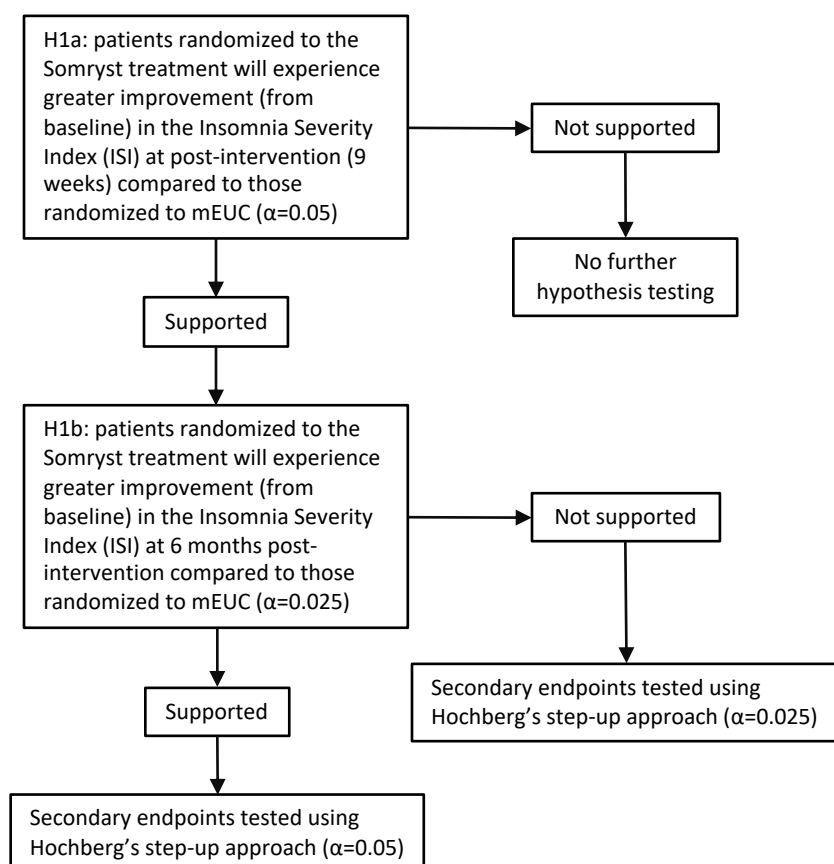 H1a: patients randomized to the
Somryst treatment will experience
greater improvement (from
baseline) in the Insomnia Severity
Index (ISI) at post-intervention (9
weeks) compared to those
randomized to mEUC (α=0.05)
Not supported
No further
hypothesis testing
Supported
H1b: patients randomized to the
Somryst treatment will experience
greater improvement (from
baseline) in the Insomnia Severity
Index (ISI) at 6 months post-
intervention compared to those
randomized to mEUC (α=0.025)
Not supported
Secondary endpoints tested using
Hochberg’s step-up approach (α=0.025)
Supported
Secondary endpoints tested using
Hochberg’s step-up approach (α=0.05)